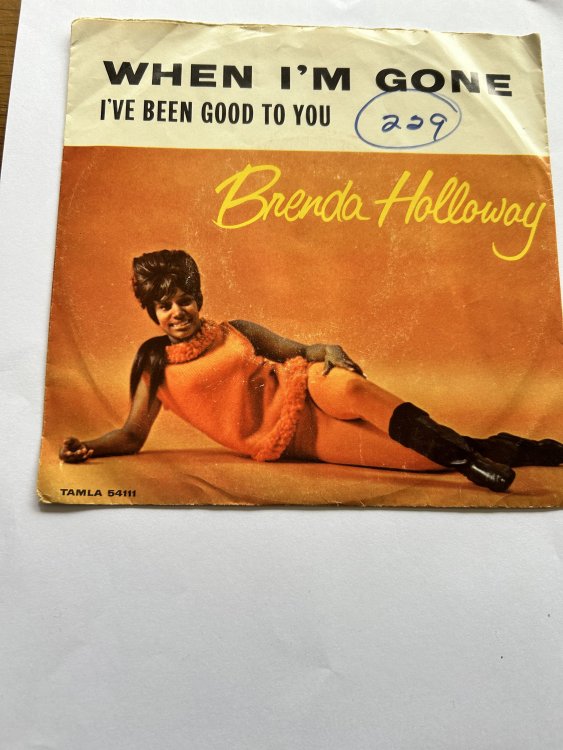 WHEN I'M GONE
I'VE BEEN GOOD TO YOU
229
Brenda Holloway
TAMLA 54111